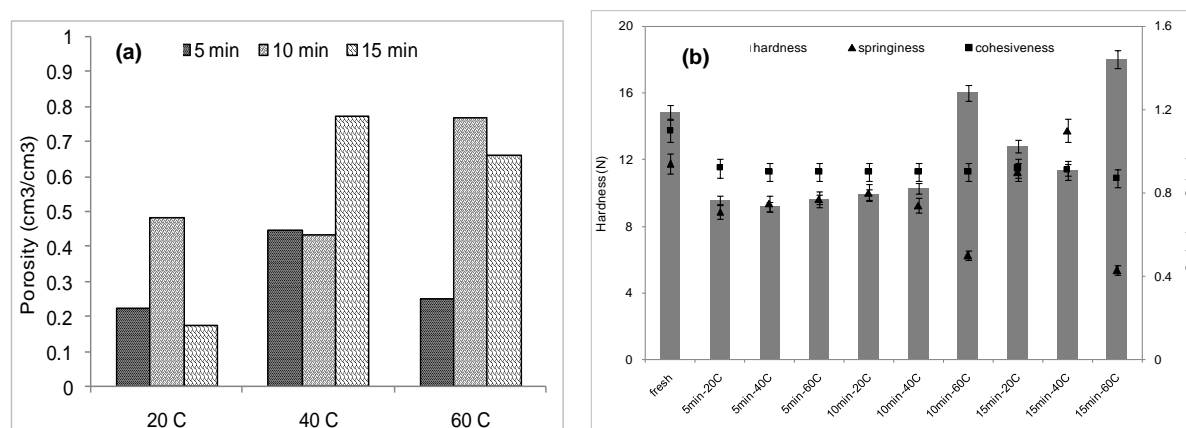 (a)
5 min 10 min 15 min
Porosity (cm3/cm3)
1
0.9
0.8
0.7
0.6
0.5
0.4
0.3
0.2
0.1
0
20 C 40 C 60 C
(b)
hardness springiness cohesiveness
Hardness (N)
20
16
12
8
4
0
1.6
1.2
0.8
0.4
0
fresh
5min-20C
5min-40C
5min-60C
10min-20C
10min-40C
10min-60C
15min-20C
15min-40C
15min-60C